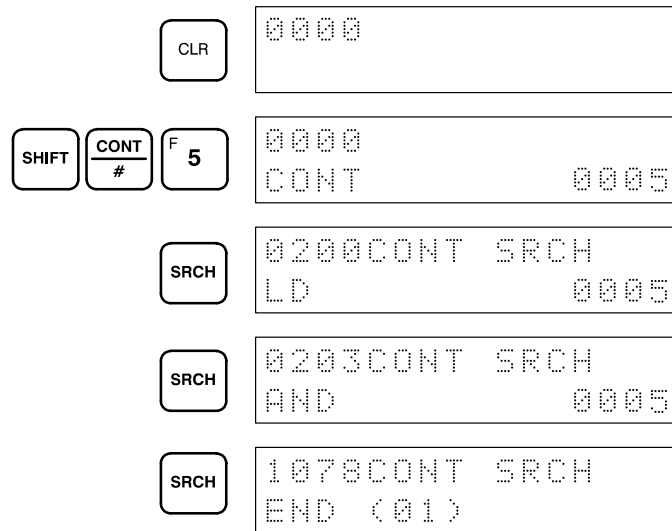 CLR
0000
SHIFT CONT # F 5
0000
CONT 0005
SRCH
0200CONT SRCH
LD 0005
SRCH
0203CONT SRCH
AND 0005
SRCH
1078CONT SRCH
END (01)